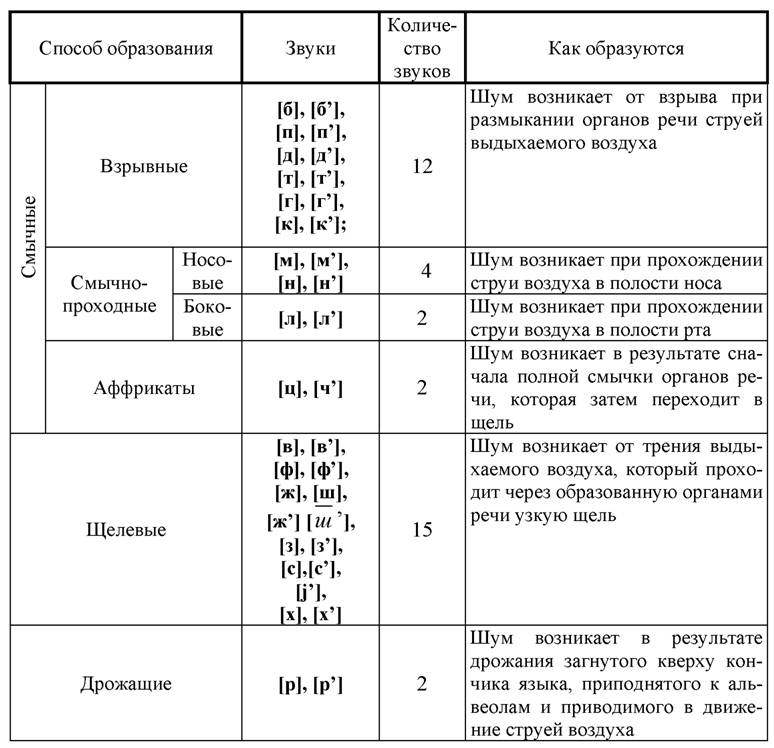 Способ образования
Звуки
Количе-
ство
звуков
Как образуются
Смычные
Взрывные
[б], [б’],
[п], [п’],
[д], [д’],
[т], [т’],
[г], [г’],
[к], [к’];
12
Шум возникает от взрыва при
размыкании органов речи струей
выдыхаемого воздуха
Смычно-
проходные
Носо-
вые
[м], [м’],
[н], [н’]
4
Шум возникает при прохождении
струи воздуха в полости носа
Боко-
вые
[л], [л’]
2
Шум возникает при прохождении
струи воздуха в полости рта
Аффрикаты
[ц], [ч’]
2
Шум возникает в результате сна-
чала полной смычки органов ре-
чи, которая затем переходит в
щель
Щелевые
[в], [в’],
[ф], [ф’],
[ж], [ш],
[ж’] [ш̅’],
[з], [з’],
[с],[с’],
[j’],
[х], [х’]
15
Шум возникает от трения выды-
хаемого воздуха, который прохо-
дит через образованную органами
речи узкую щель
Дрожащие
[р], [р’]
2
Шум возникает в результате
дрожания загнутого кверху кон-
чика языка, приподнятого к аль-
веолам и приводимого в движе-
ние струей воздуха